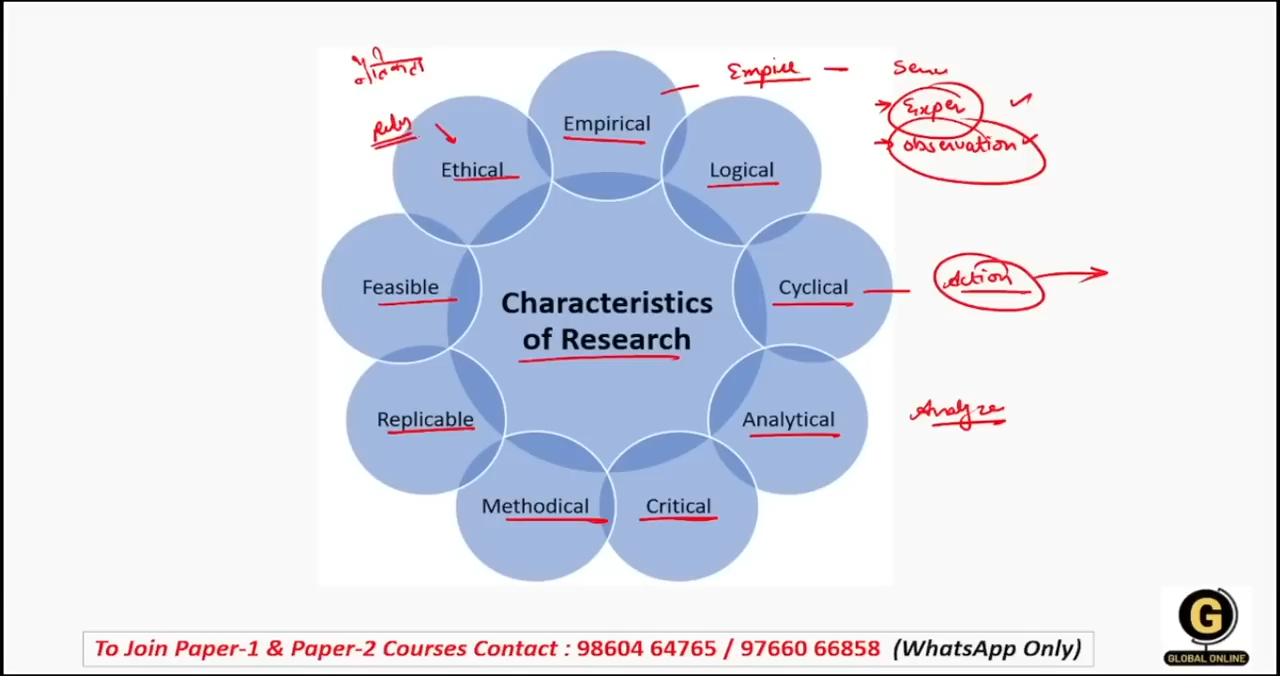 नैतिकता
Empire — Sense
→ Exper ✓
→ observation ✓
Rules
Empirical
Ethical
Logical
Feasible
Cyclical
Action
Characteristics
of Research
Replicable
Analytical
Analyze
Methodical
Critical
To Join Paper-1 & Paper-2 Courses Contact : 98604 64765 / 97660 66858 (WhatsApp Only)
G
GLOBAL ONLINE